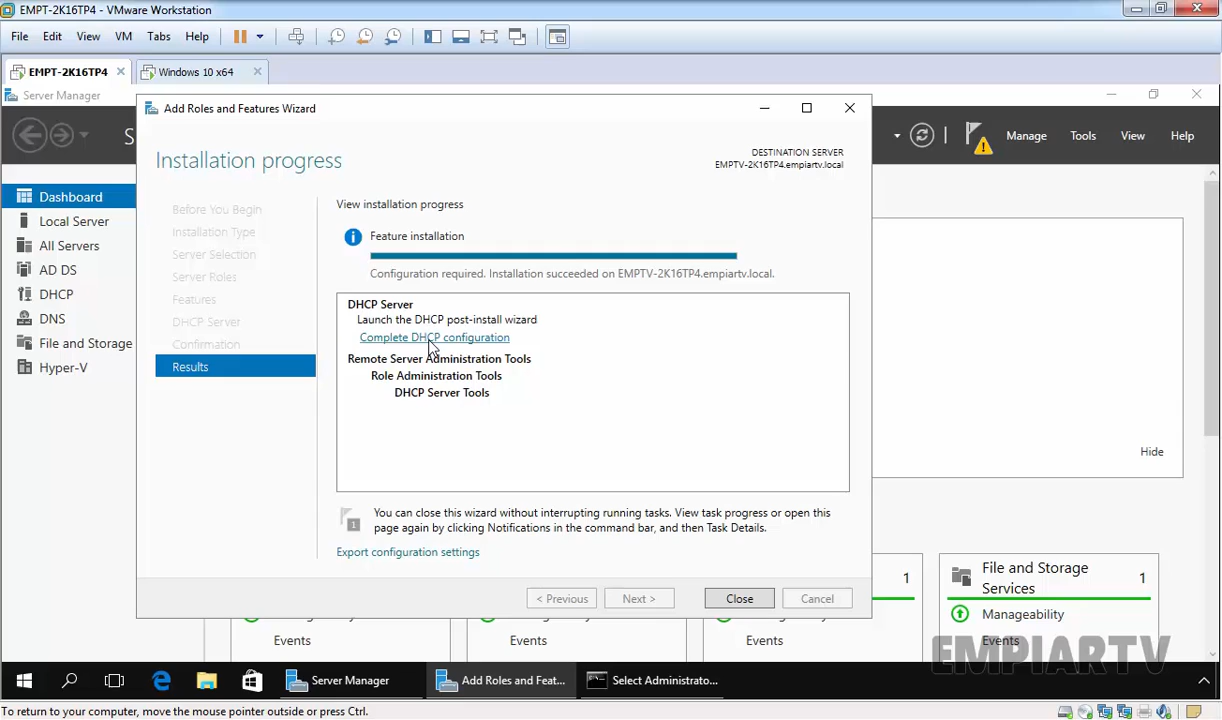 EMPT-2K16TP4 - VMware Workstation
File Edit View VM Tabs Help
EMPT-2K16TP4
Windows 10 x64
Server Manager
Add Roles and Features Wizard
S
Manage Tools View Help
Installation progress
DESTINATION SERVER
EMPTV-2K16TP4.empiartv.local
Dashboard
Local Server
All Servers
AD DS
DHCP
DNS
File and Storage
Hyper-V
Before You Begin
Installation Type
Server Selection
Server Roles
Features
DHCP Server
Confirmation
Results
View installation progress
Feature installation
Configuration required. Installation succeeded on EMPTV-2K16TP4.empiartv.local.
DHCP Server
Launch the DHCP post-install wizard
Complete DHCP configuration
Remote Server Administration Tools
Role Administration Tools
DHCP Server Tools
Hide
1
You can close this wizard without interrupting running tasks. View task progress or open this
page again by clicking Notifications in the command bar, and then Task Details.
Export configuration settings
< Previous Next > Close Cancel
1
File and Storage
Services
1
Manageability
Events
Events
Events
Events
EMPIARTV
Server Manager
Add Roles and Feat...
Select Administrato...
To return to your computer, move the mouse pointer outside or press Ctrl.